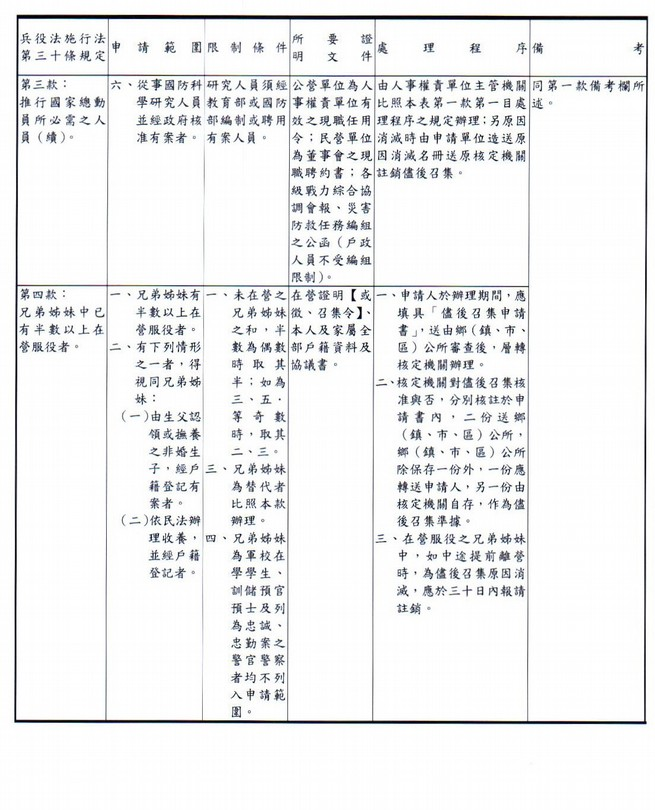 兵役法施行法
第三十條規定
申請範圍
限制條件
所要證
明文件
處理程序
備考
第三款：
推行國家總動
員所必需之人
員（續）。
六、從事國防科
學研究人員
並經政府核
准有案者。
研究人員須經
教育部或國防
部編制或聘用
有案人員。
公營單位為人
事權責單位有
效之現職任用
令；民營單位
為董事會之現
職聘約書；各
級戰力綜合協
調會報、災害
防救任務編組
之公函（戶政
人員不受編組
限制）。
由人事權責單位主管機關
比照本表第一款第一目處
理程序之規定辦理；另原因
消滅時由申請單位造送原
因消滅名冊送原核定機關
註銷儘後召集。
同第一款備考欄所
述。
第四款：
兄弟姊妹中已
有半數以上在
營服役者。
一、兄弟姊妹有
半數以上在
營服役者。
二、有下列情形
之一者，得
視同兄弟姊
妹：
（一）由生父認
領或撫養
之非婚生
子，經戶
籍登記有
案者。
（二）依民法辦
理收養，
並經戶籍
登記者。
一、未在營之
兄弟姊妹
之和，半
數為偶數
時取其
半；如為
三、五．
等奇數
時，取其
二、三。
三、兄弟姊妹
為替代者
比照本款
辦理。
四、兄弟姊妹
為軍校在
學學生、
訓儲預官
預士及列
為忠誠、
忠勤案之
警官警察
者均不列
入申請範
圍。
在營證明【或
徵、召集令】、
本人及家屬全
部戶籍資料及
協議書。
一、申請人於辦理期間，應
填具「儘後召集申請
書」，送由鄉（鎮、市、
區）公所審查後，層轉
核定機關辦理。
二、核定機關對儘後召集核
准與否，分別核註於申
請書內，二份送鄉
（鎮、市、區）公所，
鄉（鎮、市、區）公所
除保存一份外，一份應
轉送申請人，另一份由
核定機關自存，作為儘
後召集準據。
三、在營服役之兄弟姊妹
中，如中途提前離營
時，為儘後召集原因消
滅，應於三十日內報請
註銷。